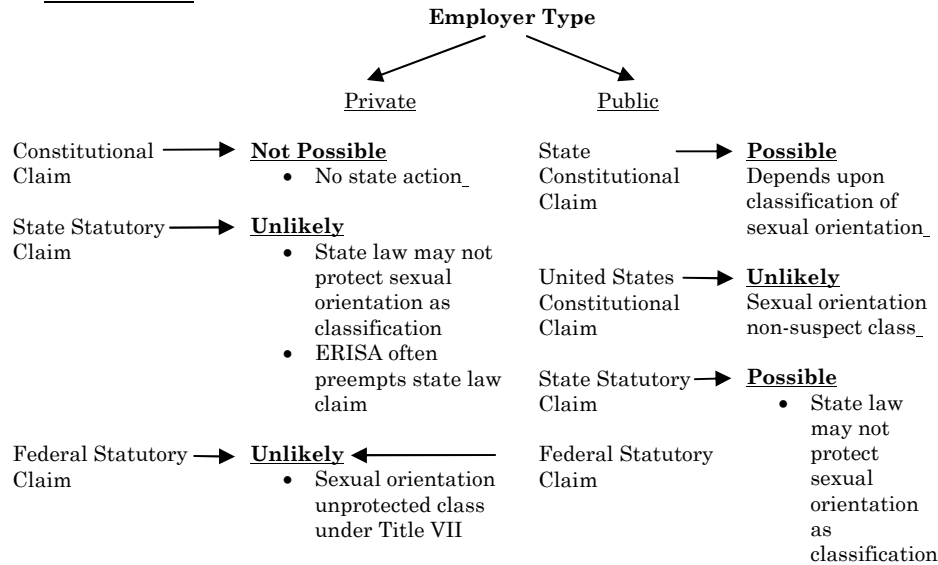 Employer Type
Private
Public
Constitutional
Claim
Not Possible
• No state action
State Statutory
Claim
Unlikely
• State law may not
protect sexual
orientation as
classification
• ERISA often
preempts state law
claim
Federal Statutory
Claim
Unlikely
• Sexual orientation
unprotected class
under Title VII
State
Constitutional
Claim
Possible
Depends upon
classification of
sexual orientation
United States
Constitutional
Claim
Unlikely
Sexual orientation
non-suspect class
State Statutory
Claim
Possible
• State law
may not
protect
sexual
orientation
as
classification
Federal Statutory
Claim